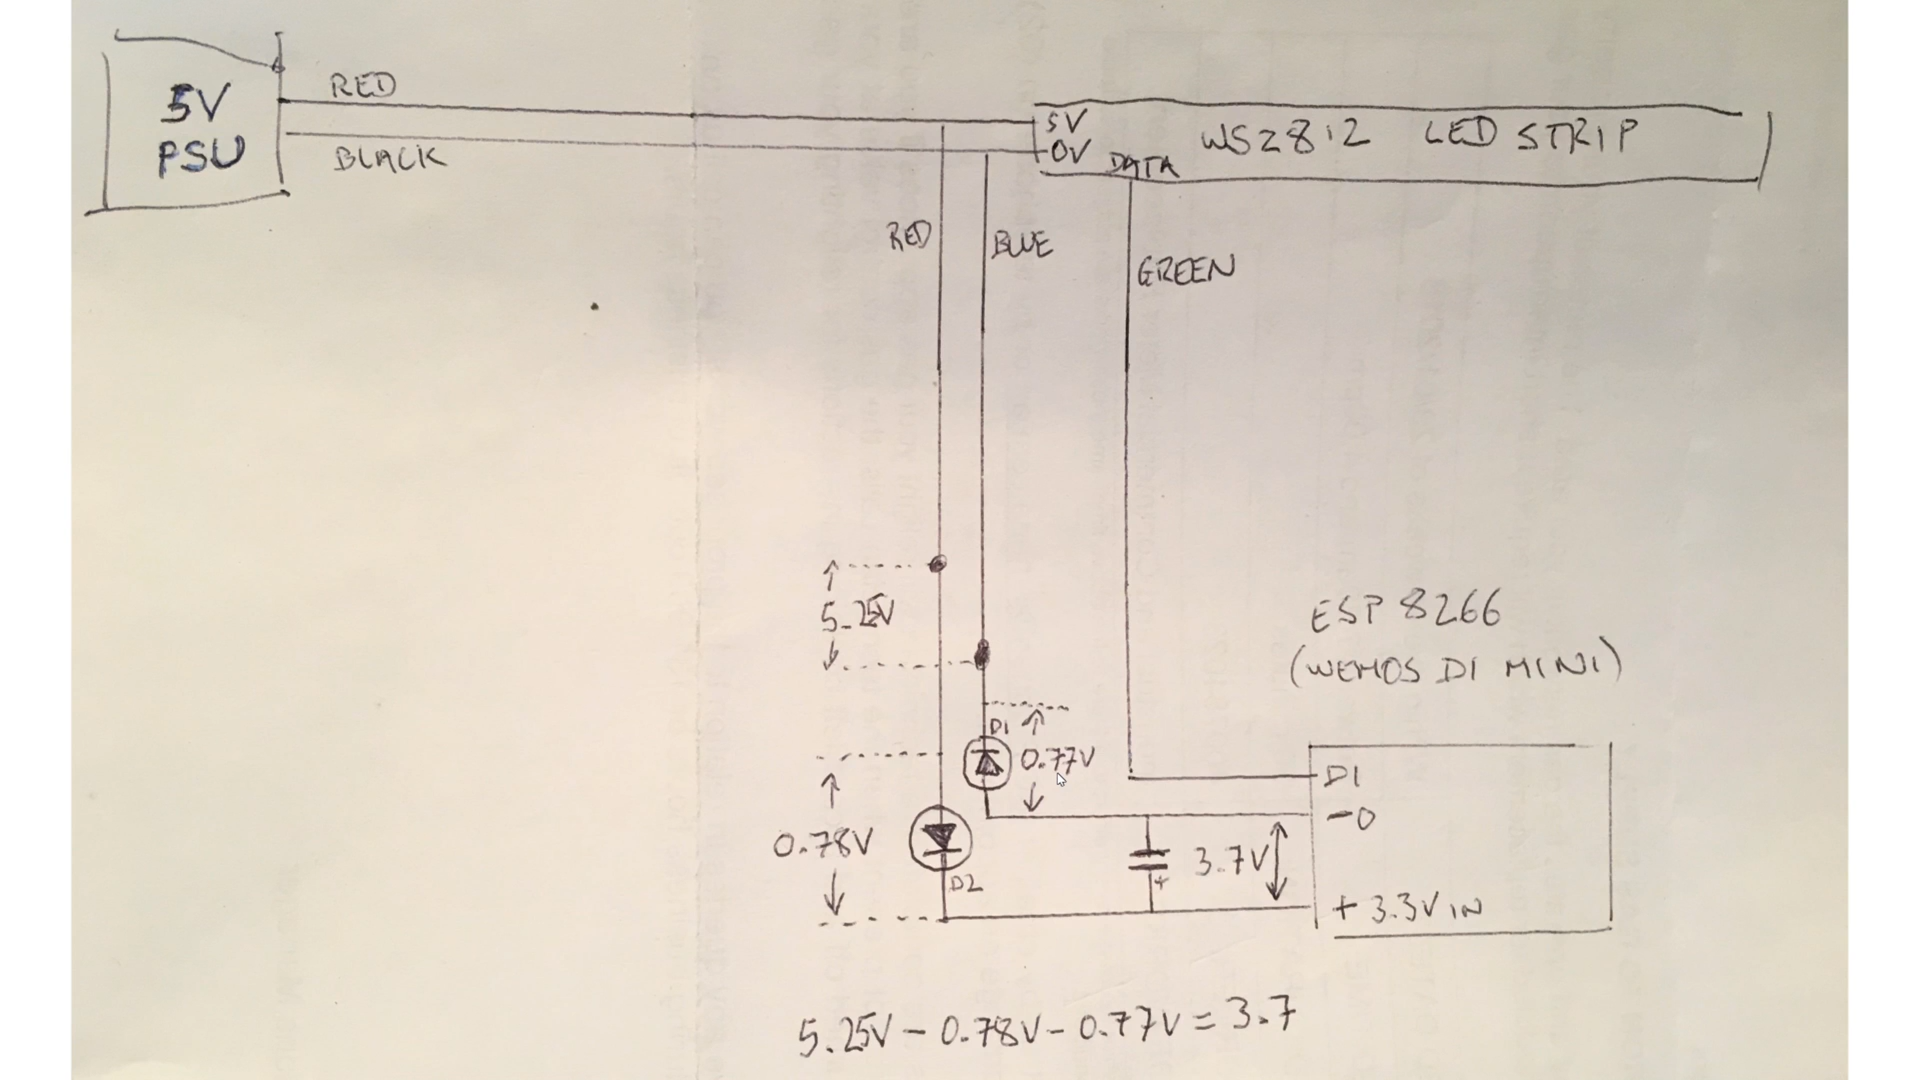 5V
PSU
RED
BLACK
5V
-0V
DATA
WS2812 LED STRIP
RED
BLUE
GREEN
5.25V
D1
0.77V
0.78V
D2
+
3.7V
ESP 8266
(WEMOS D1 MINI)
D1
-0
+ 3.3V IN
5.25V - 0.78V - 0.77V = 3.7